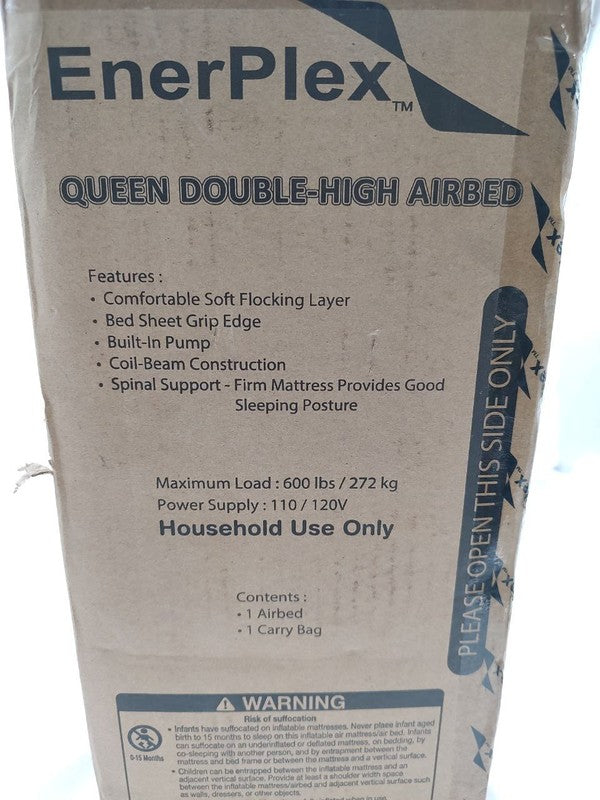 EnerPlex™
QUEEN DOUBLE-HIGH AIRBED
Features :
• Comfortable Soft Flocking Layer
• Bed Sheet Grip Edge
• Built-In Pump
• Coil-Beam Construction
• Spinal Support - Firm Mattress Provides Good
Sleeping Posture
Maximum Load : 600 lbs / 272 kg
Power Supply : 110 / 120V
Household Use Only
Contents :
• 1 Airbed
• 1 Carry Bag
PLEASE OPEN THIS SIDE ONLY
WARNING
Risk of suffocation
0-15 Months
• Infants have suffocated on inflatable mattresses. Never place infant aged
birth to 15 months to sleep on this inflatable air mattress/air bed. Infants
can suffocate on an underinflated or deflated mattress, on bedding, by
co-sleeping with another person, and by entrapment between the
mattress and bed frame or between the mattress and a vertical surface.
• Children can be entrapped between the inflatable mattress and an
adjacent vertical surface. Provide at least a shoulder width space
between the inflatable mattress/airbed and adjacent vertical surface such
as walls, dressers, or other objects.
inflated when in use.